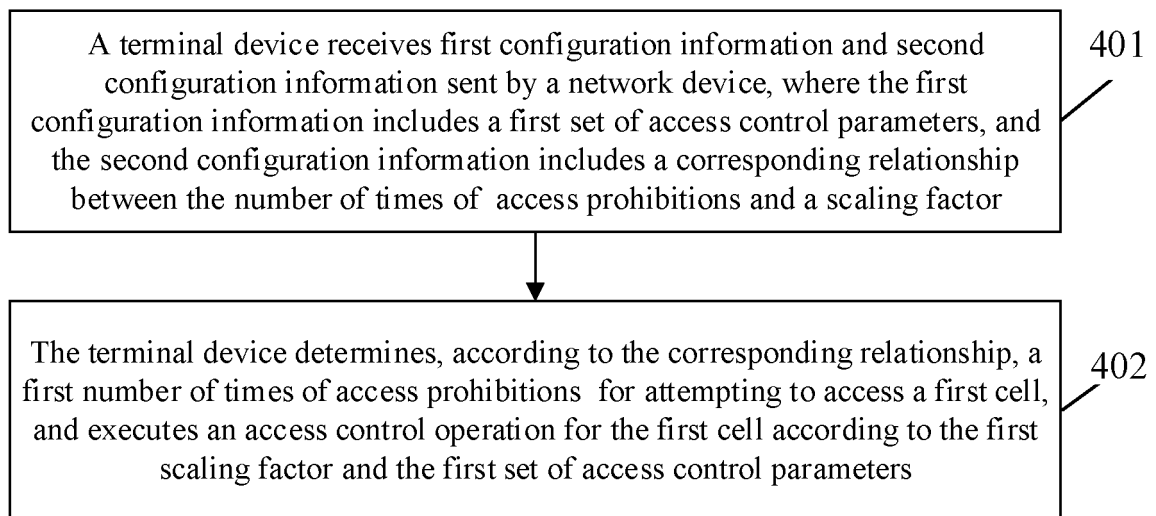 A terminal device receives first configuration information and second
configuration information sent by a network device, where the first
configuration information includes a first set of access control parameters, and
the second configuration information includes a corresponding relationship
between the number of times of access prohibitions and a scaling factor
401
The terminal device determines, according to the corresponding relationship, a
first number of times of access prohibitions for attempting to access a first cell,
and executes an access control operation for the first cell according to the first
scaling factor and the first set of access control parameters
402